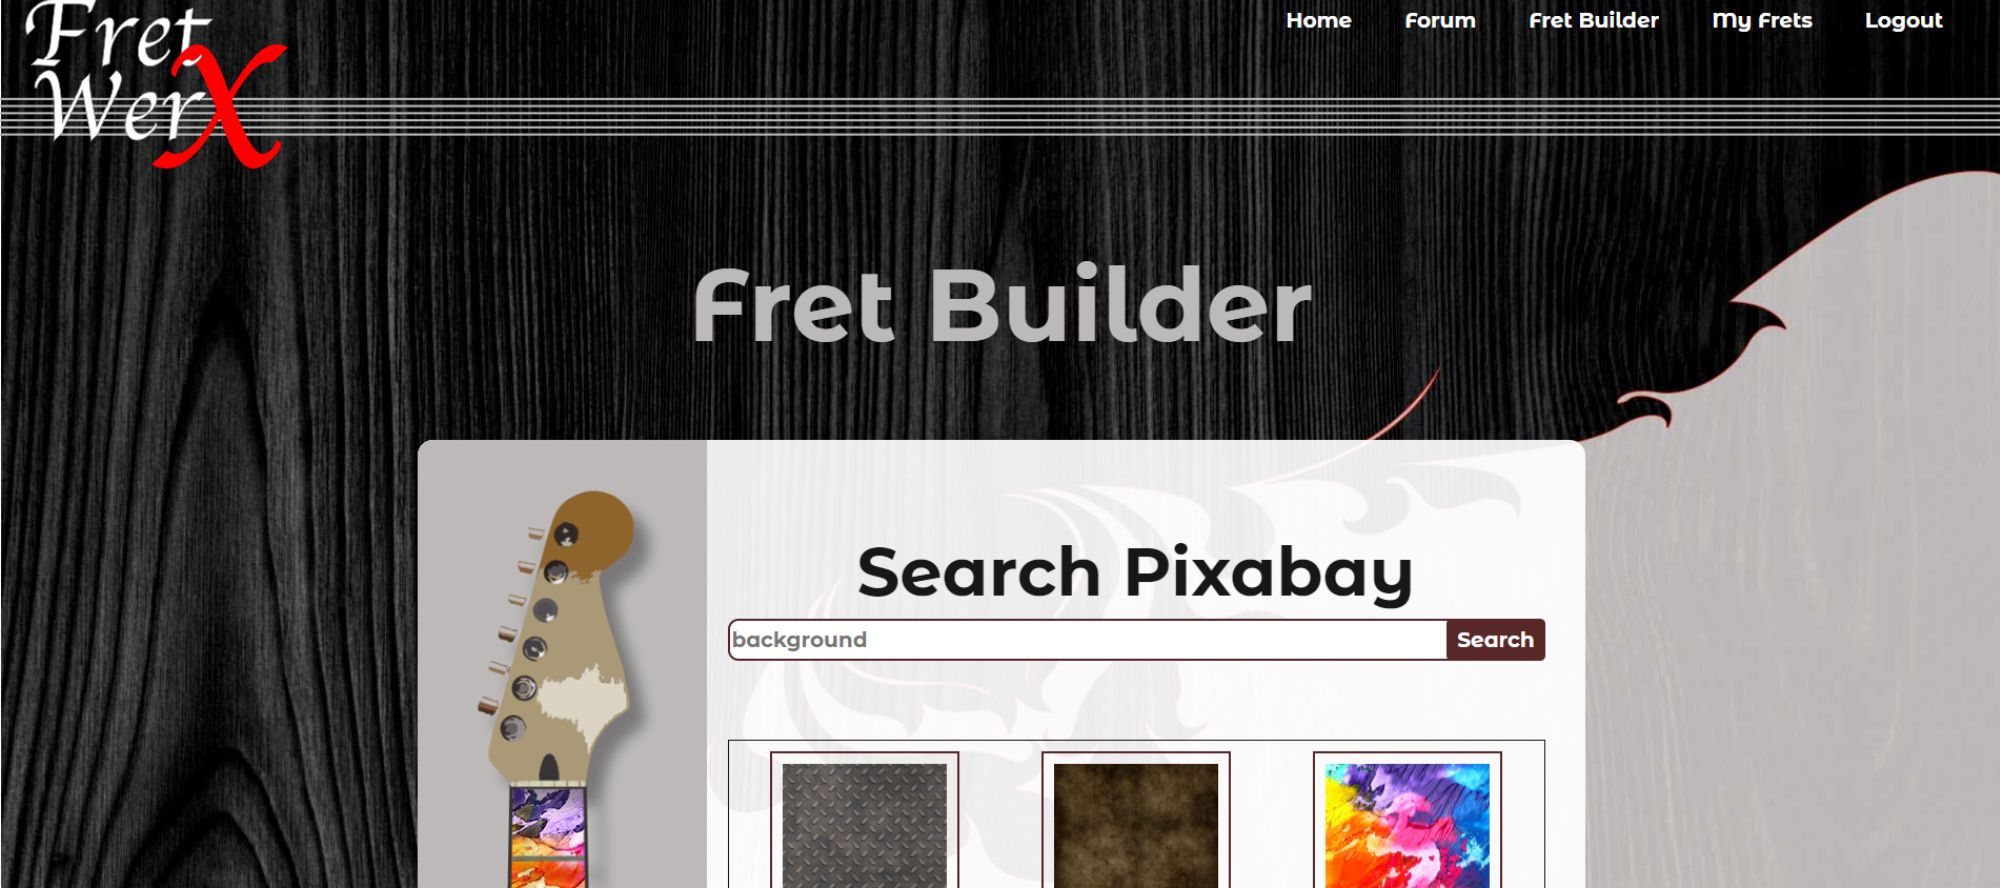 Fret
WerX
Home Forum Fret Builder My Frets Logout
Fret Builder
Search Pixabay
background Search